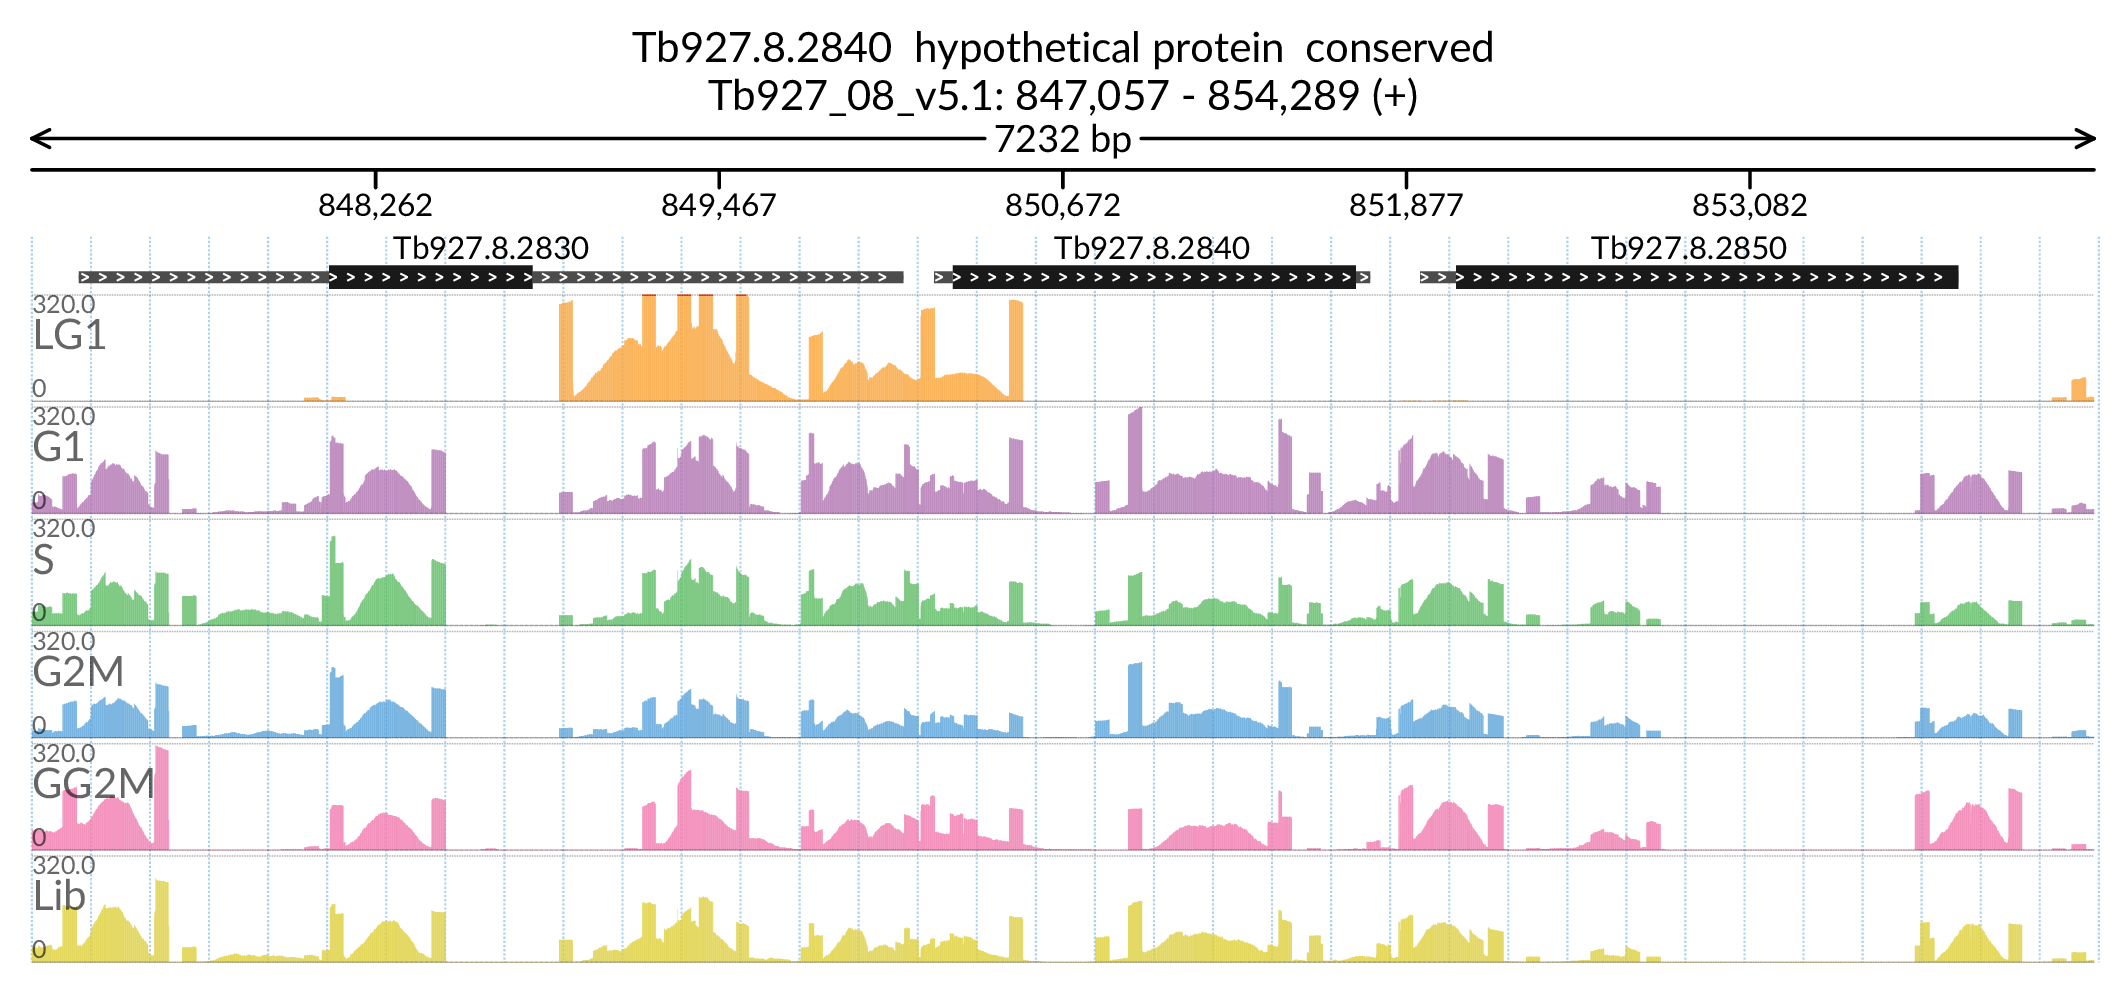 Tb927.8.2840 hypothetical protein conserved
Tb927_08_v5.1: 847,057 - 854,289 (+)
7232 bp
848,262 849,467 850,672 851,877 853,082
Tb927.8.2830 Tb927.8.2840 Tb927.8.2850
320.0
LG1
0
320.0
G1
0
320.0
S
0
320.0
G2M
0
320.0
GG2M
0
320.0
Lib
0